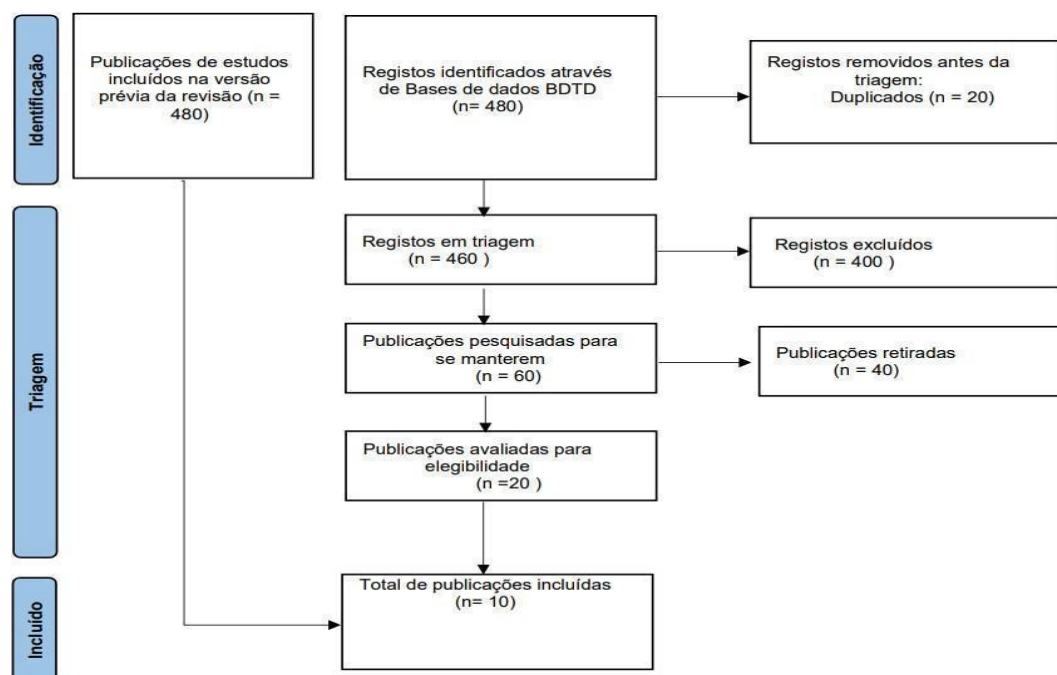 Identificação
Publicações de estudos
incluídos na versão
prévia da revisão (n =
480)
Registos identificados através
de Bases de dados BDTD
(n= 480)
Registos removidos antes da
triagem:
Duplicados (n = 20)
Triagem
Registos em triagem
(n = 460 )
Registos excluídos
(n = 400 )
Publicações pesquisadas para
se manterem
(n = 60)
Publicações retiradas
(n = 40)
Publicações avaliadas para
elegibilidade
(n =20 )
Incluído
Total de publicações incluídas
(n= 10)